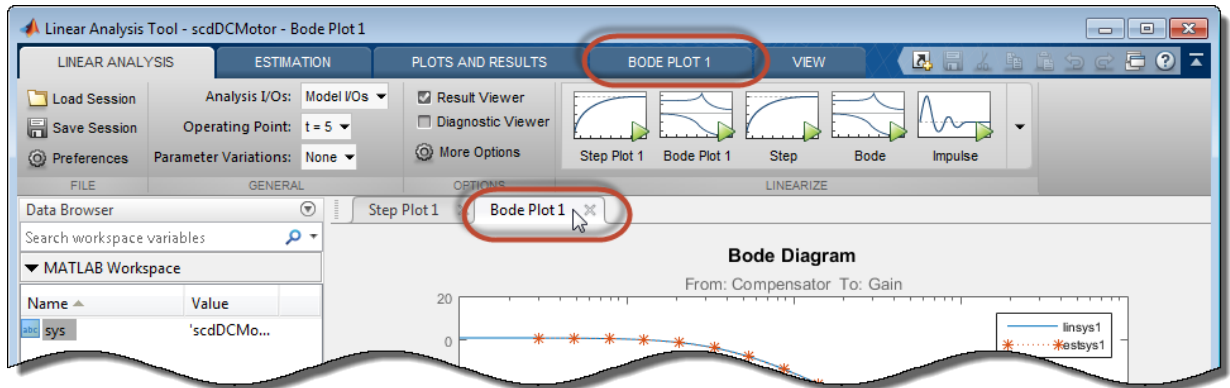 Linear Analysis Tool - scdDCMotor - Bode Plot 1
LINEAR ANALYSIS ESTIMATION PLOTS AND RESULTS BODE PLOT 1 VIEW
Load Session
Save Session
Preferences
FILE
Analysis I/Os: Model I/Os
Operating Point: t = 5
Parameter Variations: None
GENERAL
Result Viewer
Diagnostic Viewer
More Options
OPTIONS
Step Plot 1 Bode Plot 1 Step Bode Impulse
LINEARIZE
Data Browser
Search workspace variables
MATLAB Workspace
Name Value
abc sys 'scdDCMo...
Step Plot 1 Bode Plot 1
Bode Diagram
From: Compensator To: Gain
20
0
linsys1
estsys1